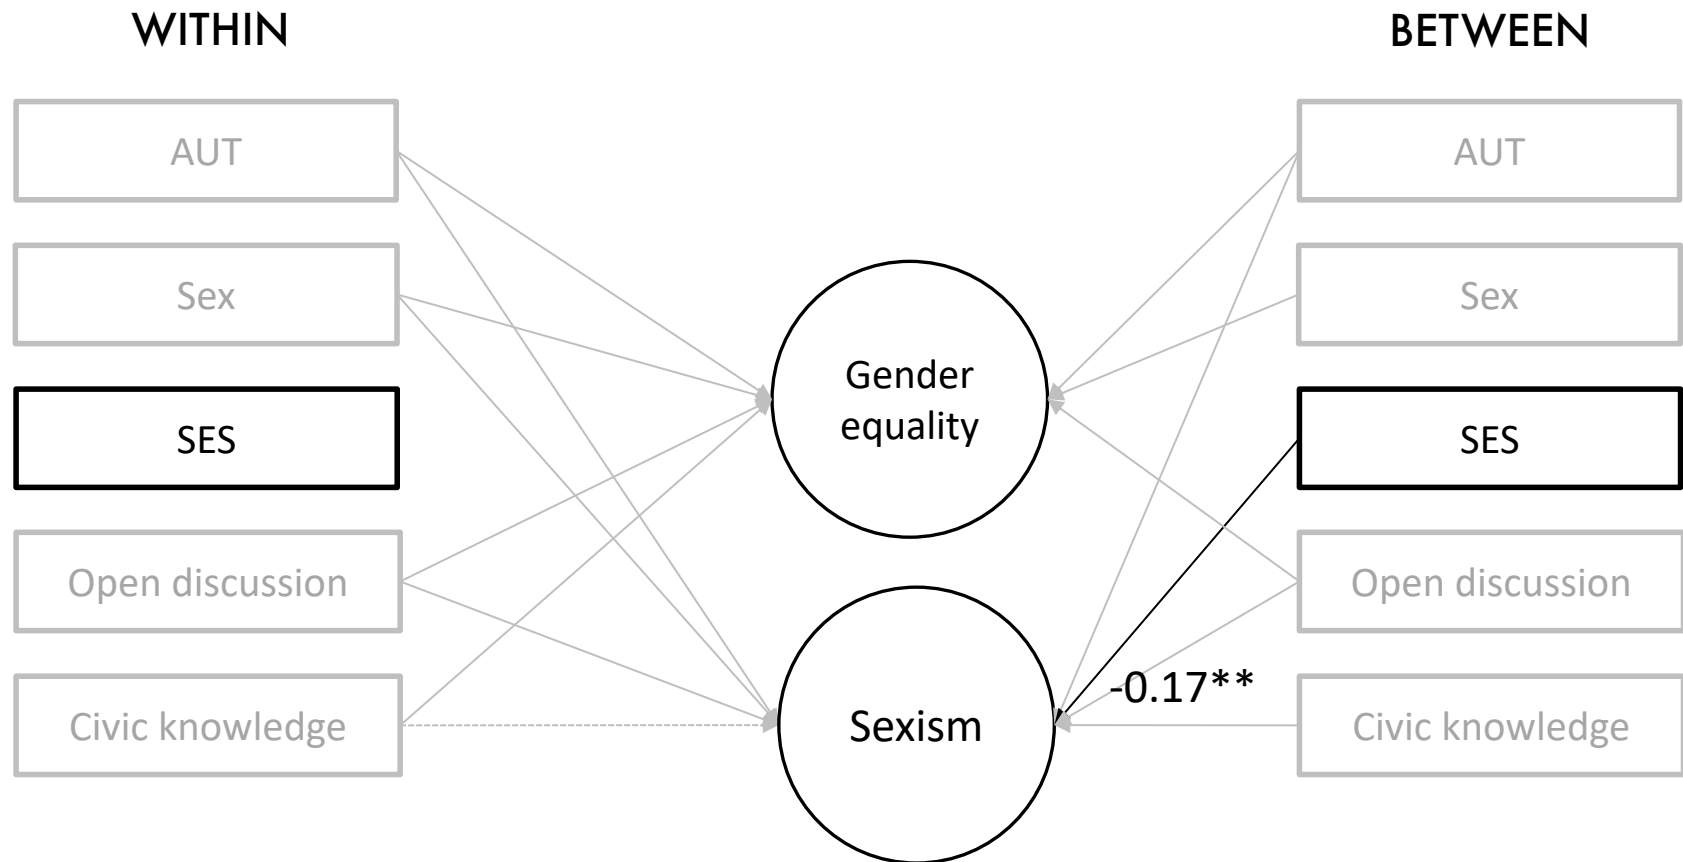 WITHIN
BETWEEN
AUT
Sex
SES
Open discussion
Civic knowledge
Gender
equality
Sexism
-0.17**
AUT
Sex
SES
Open discussion
Civic knowledge